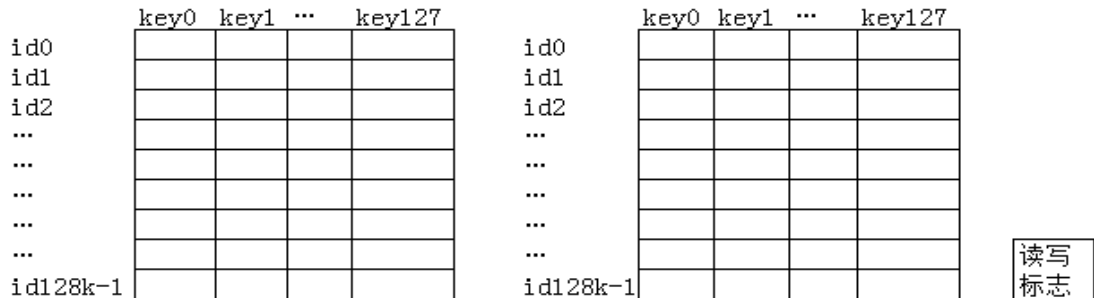 key0 key1 … key127 key0 key1 … key127
id0 id0
id1 id1
id2 id2
… …
… …
… …
… …
… … 读写
id128k-1 id128k-1 标志